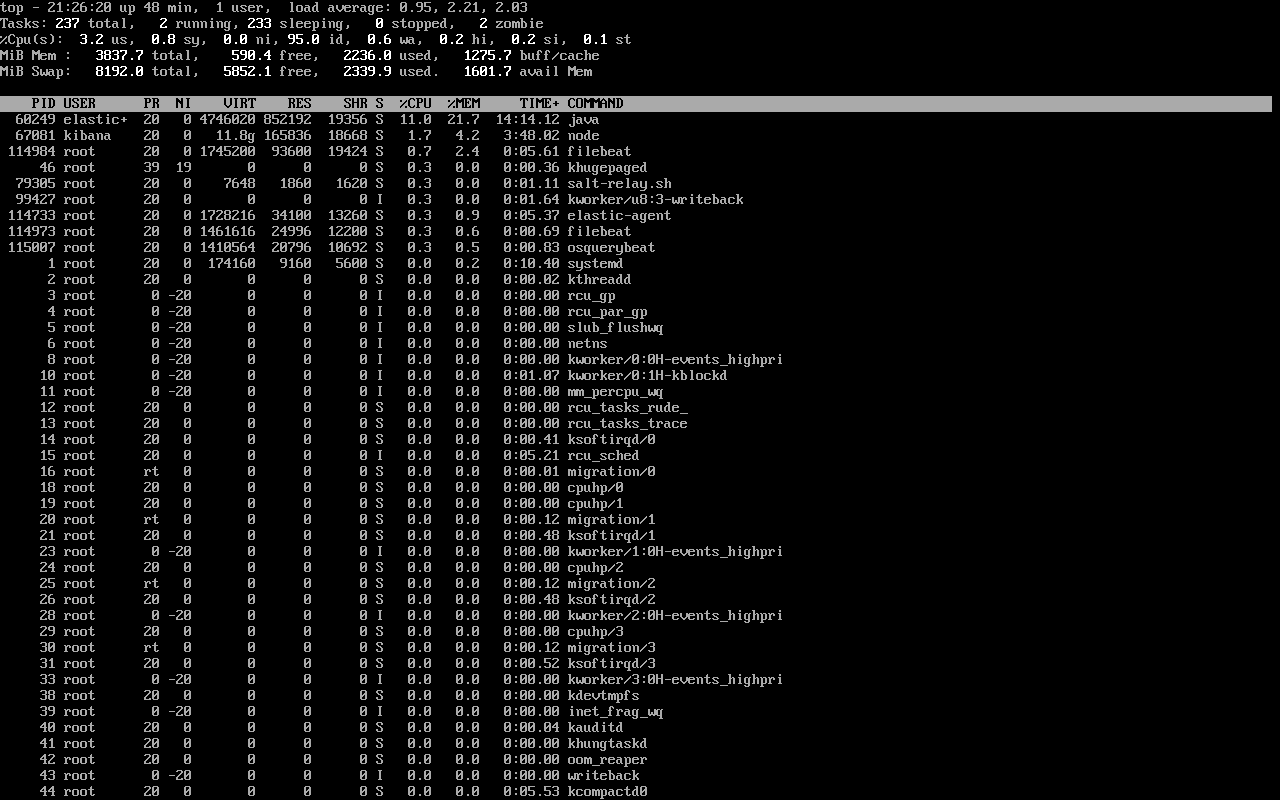 top - 21:26:20 up 48 min,  1 user,  load average: 0.95, 2.21, 2.03
Tasks: 237 total,   2 running, 233 sleeping,   0 stopped,   2 zombie
%Cpu(s):  3.2 us,  0.8 sy,  0.0 ni, 95.0 id,  0.6 wa,  0.2 hi,  0.2 si,  0.1 st
MiB Mem :   3837.7 total,    590.4 free,   2236.0 used,   1275.7 buff/cache
MiB Swap:   8192.0 total,   5852.1 free,   2339.9 used.   1601.7 avail Mem
PID USER      PR  NI    VIRT    RES    SHR S  %CPU  %MEM     TIME+ COMMAND
60249 elastic+  20   0 4746020 852192  19356 S  11.0  21.7  14:14.12 java
67081 kibana    20   0   11.8g 165836  18668 S   1.7   4.2   3:48.02 node
114984 root      20   0 1745200  93600  19424 S   0.7   2.4   0:05.61 filebeat
46 root      39  19       0      0      0 S   0.3   0.0   0:00.36 khugepaged
79305 root      20   0    7648   1860   1620 S   0.3   0.0   0:01.11 salt-relay.sh
99427 root      20   0       0      0      0 I   0.3   0.0   0:01.64 kworker/u8:3-writeback
114733 root      20   0 1728216  34100  13260 S   0.3   0.9   0:05.37 elastic-agent
114973 root      20   0 1461616  24996  12200 S   0.3   0.6   0:00.69 filebeat
115007 root      20   0 1410564  20796  10692 S   0.3   0.5   0:00.83 osquerybeat
1 root      20   0  174160   9160   5600 S   0.0   0.2   0:10.40 systemd
2 root      20   0       0      0      0 S   0.0   0.0   0:00.02 kthreadd
3 root       0 -20       0      0      0 I   0.0   0.0   0:00.00 rcu_gp
4 root       0 -20       0      0      0 I   0.0   0.0   0:00.00 rcu_par_gp
5 root       0 -20       0      0      0 I   0.0   0.0   0:00.00 slub_flushwq
6 root       0 -20       0      0      0 I   0.0   0.0   0:00.00 netns
8 root       0 -20       0      0      0 I   0.0   0.0   0:00.00 kworker/0:0H-events_highpri
10 root       0 -20       0      0      0 I   0.0   0.0   0:01.07 kworker/0:1H-kblockd
11 root       0 -20       0      0      0 I   0.0   0.0   0:00.00 mm_percpu_wq
12 root      20   0       0      0      0 S   0.0   0.0   0:00.00 rcu_tasks_rude_
13 root      20   0       0      0      0 S   0.0   0.0   0:00.00 rcu_tasks_trace
14 root      20   0       0      0      0 S   0.0   0.0   0:00.41 ksoftirqd/0
15 root      20   0       0      0      0 I   0.0   0.0   0:05.21 rcu_sched
16 root      rt   0       0      0      0 S   0.0   0.0   0:00.01 migration/0
18 root      20   0       0      0      0 S   0.0   0.0   0:00.00 cpuhp/0
19 root      20   0       0      0      0 S   0.0   0.0   0:00.00 cpuhp/1
20 root      rt   0       0      0      0 S   0.0   0.0   0:00.12 migration/1
21 root      20   0       0      0      0 S   0.0   0.0   0:00.48 ksoftirqd/1
23 root       0 -20       0      0      0 I   0.0   0.0   0:00.00 kworker/1:0H-events_highpri
24 root      20   0       0      0      0 S   0.0   0.0   0:00.00 cpuhp/2
25 root      rt   0       0      0      0 S   0.0   0.0   0:00.12 migration/2
26 root      20   0       0      0      0 S   0.0   0.0   0:00.48 ksoftirqd/2
28 root       0 -20       0      0      0 I   0.0   0.0   0:00.00 kworker/2:0H-events_highpri
29 root      20   0       0      0      0 S   0.0   0.0   0:00.00 cpuhp/3
30 root      rt   0       0      0      0 S   0.0   0.0   0:00.12 migration/3
31 root      20   0       0      0      0 S   0.0   0.0   0:00.52 ksoftirqd/3
33 root       0 -20       0      0      0 I   0.0   0.0   0:00.00 kworker/3:0H-events_highpri
38 root      20   0       0      0      0 S   0.0   0.0   0:00.00 kdevtmpfs
39 root       0 -20       0      0      0 I   0.0   0.0   0:00.00 inet_frag_wq
40 root      20   0       0      0      0 S   0.0   0.0   0:00.04 kauditd
41 root      20   0       0      0      0 S   0.0   0.0   0:00.00 khungtaskd
42 root      20   0       0      0      0 S   0.0   0.0   0:00.00 oom_reaper
43 root       0 -20       0      0      0 I   0.0   0.0   0:00.00 writeback
44 root      20   0       0      0      0 S   0.0   0.0   0:05.53 kcompactd0